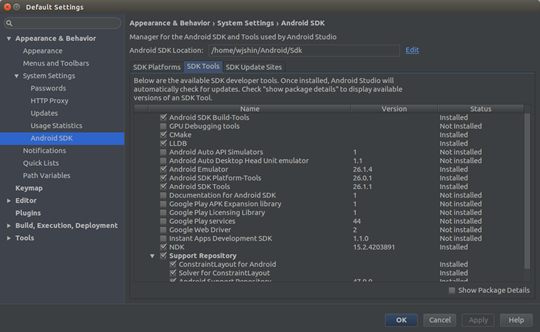 Default Settings
Appearance & Behavior
Appearance
Menus and Toolbars
System Settings
Passwords
HTTP Proxy
Updates
Usage Statistics
Android SDK
Notifications
Quick Lists
Path Variables
Keymap
Editor
Plugins
Build, Execution, Deployment
Tools
Appearance & Behavior › System Settings › Android SDK
Manager for the Android SDK and Tools used by Android Studio
Android SDK Location: /home/wjshin/Android/Sdk Edit
SDK Platforms SDK Tools SDK Update Sites
Below are the available SDK developer tools. Once installed, Android Studio will
automatically check for updates. Check "show package details" to display available
versions of an SDK Tool.
Name Version Status
Android SDK Build-Tools Installed
GPU Debugging tools Not Installed
CMake Installed
LLDB Installed
Android Auto API Simulators 1 Not installed
Android Auto Desktop Head Unit emulator 1.1 Not installed
Android Emulator 26.1.4 Installed
Android SDK Platform-Tools 26.0.1 Installed
Android SDK Tools 26.1.1 Installed
Documentation for Android SDK 1 Not installed
Google Play APK Expansion library 1 Not installed
Google Play Licensing Library 1 Not installed
Google Play services 44 Not installed
Google Web Driver 2 Not installed
Instant Apps Development SDK 1.1.0 Not installed
NDK 15.2.4203891 Installed
Support Repository
ConstraintLayout for Android Installed
Solver for ConstraintLayout Installed
Android Support Repository 47.0.0 Installed
Show Package Details
OK Cancel Apply Help